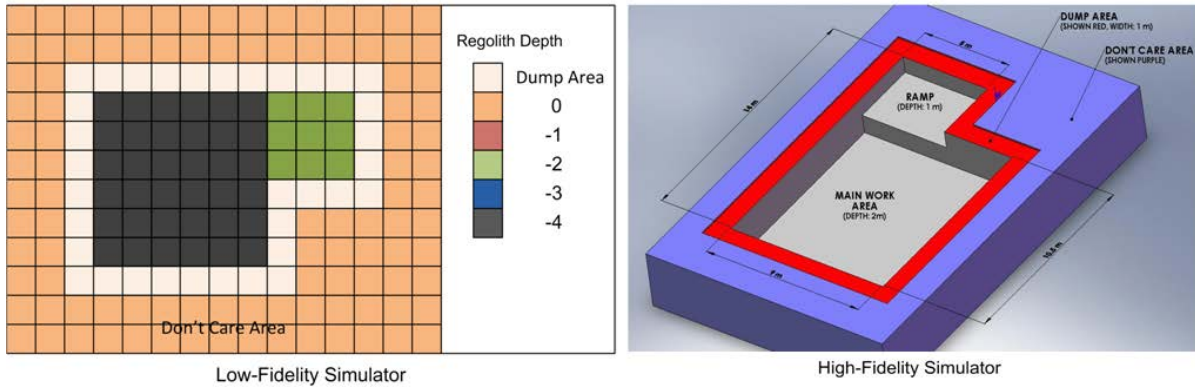 Regolith Depth
Dump Area
0
-1
-2
-3
-4
Don't Care Area
Low-Fidelity Simulator
DUMP AREA
(SHOWN RED, WIDTH: 1 m)
DON'T CARE AREA
(SHOWN PURPLE)
6 m
14 m
RAMP
(DEPTH: 1 m)
MAIN WORK
AREA
(DEPTH: 2m)
9 m
High-Fidelity Simulator